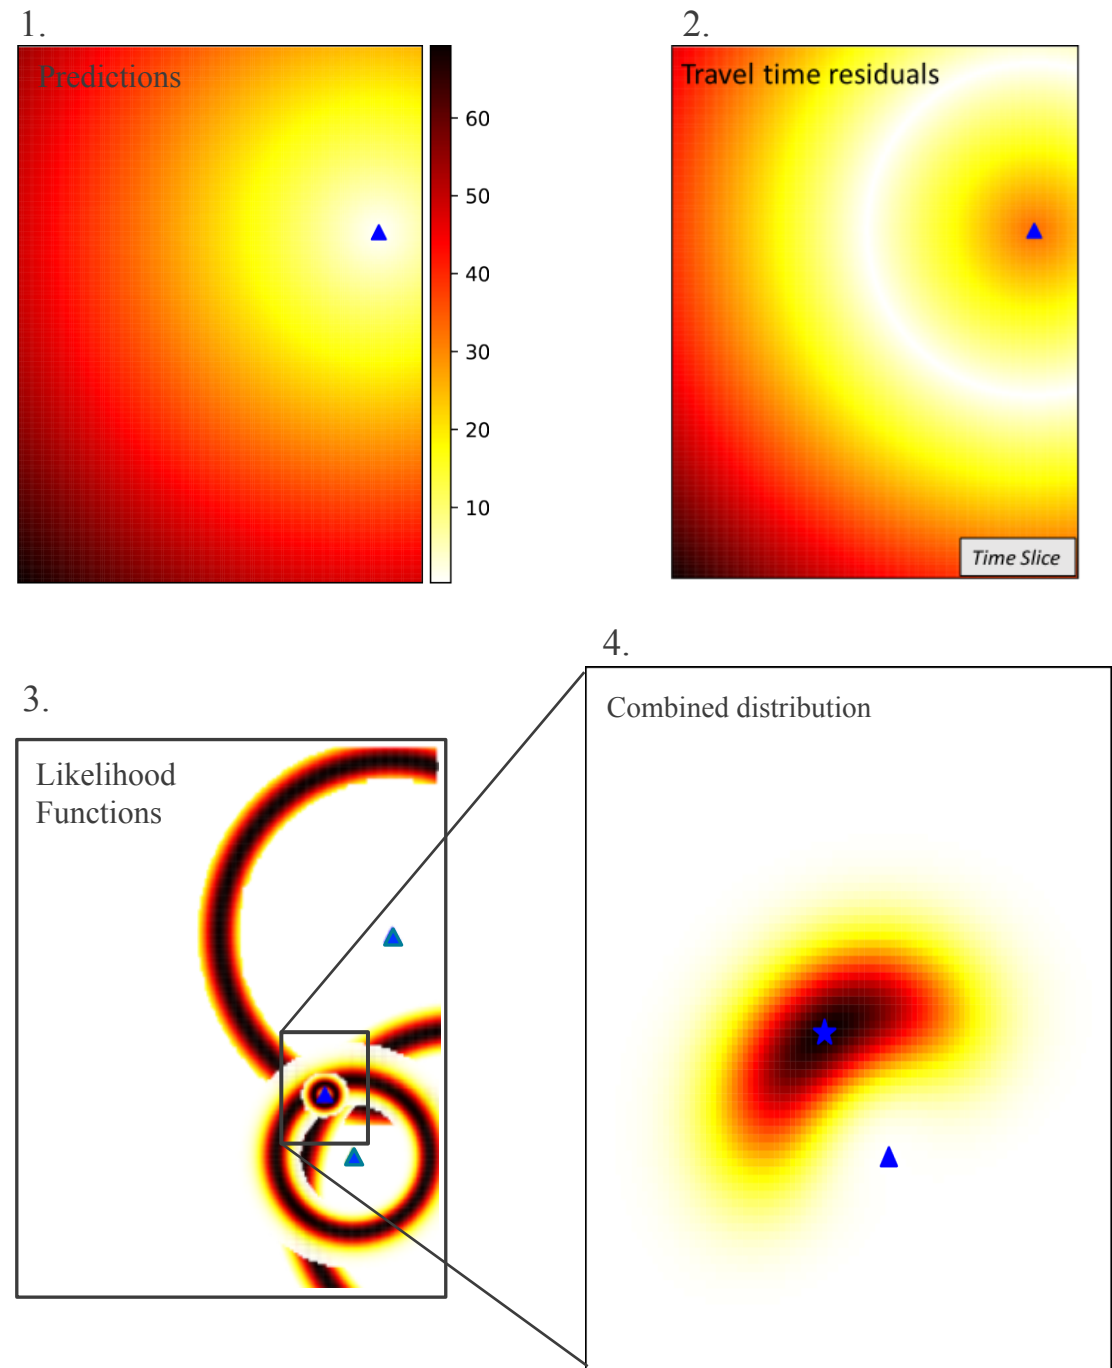 1.
Predictions
60
50
40
30
20
10
2.
Travel time residuals
Time Slice
3.
Likelihood
Functions
4.
Combined distribution